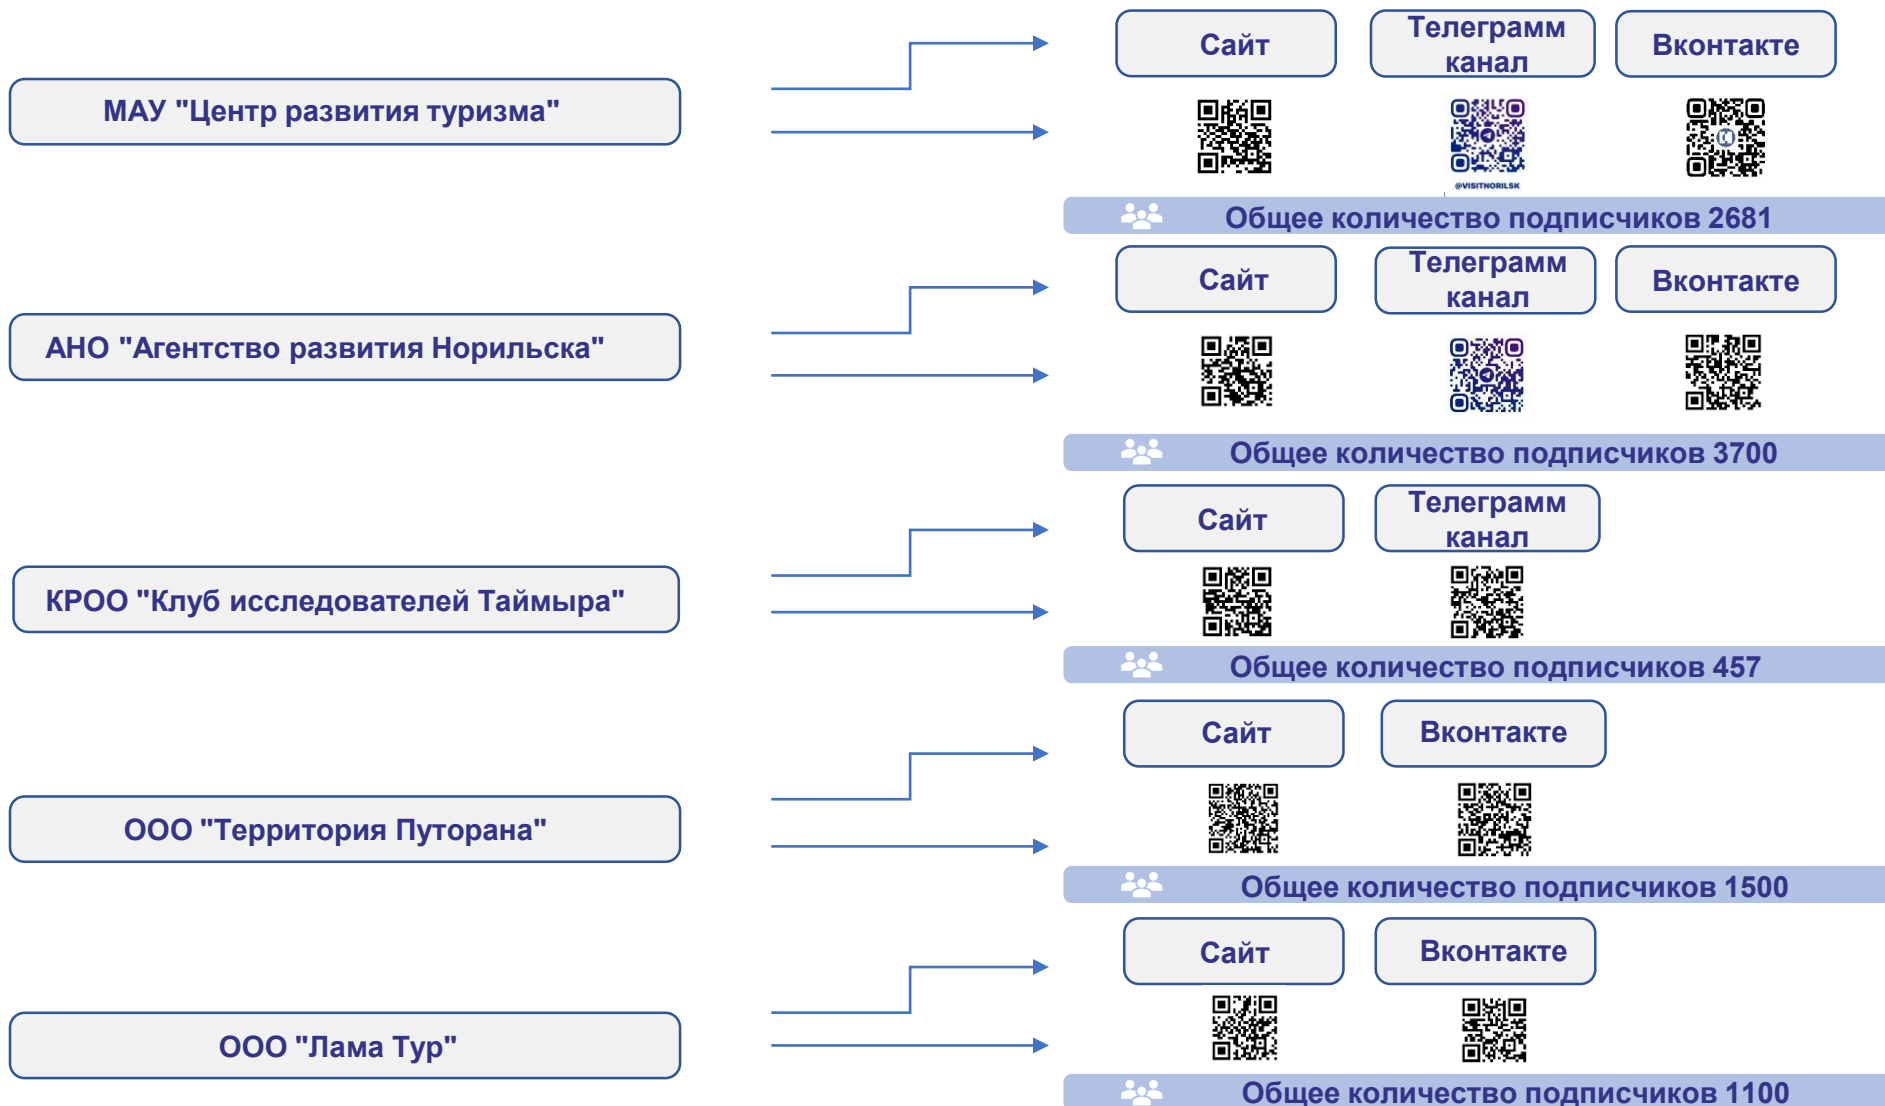 Сайт
Телеграмм
канал
Вконтакте
МАУ "Центр развития туризма"
@VISITNORILSK
Общее количество подписчиков 2681
Сайт
Телеграмм
канал
Вконтакте
АНО "Агентство развития Норильска"
Общее количество подписчиков 3700
Сайт
Телеграмм
канал
КРОО "Клуб исследователей Таймыра"
Общее количество подписчиков 457
Сайт
Вконтакте
ООО "Территория Путорана"
Общее количество подписчиков 1500
Сайт
Вконтакте
ООО "Лама Тур"
Общее количество подписчиков 1100